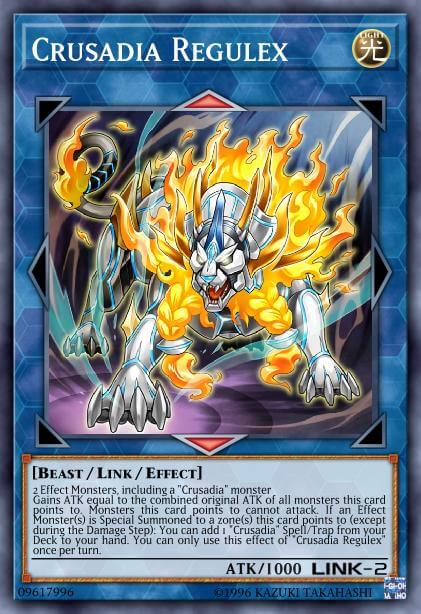 CRUSADIA REGULEX
LIGHT
光
[BEAST / LINK / EFFECT]
2 Effect Monsters, including a "Crusadia" monster
Gains ATK equal to the combined original ATK of all monsters this card
points to. Monsters this card points to cannot attack. If an Effect
Monster(s) is Special Summoned to a zone(s) this card points to (except
during the Damage Step): You can add 1 "Crusadia" Spell/Trap from your
Deck to your hand. You can only use this effect of "Crusadia Regulex"
once per turn.
ATK/1000 LINK-2
09617996 ©1996 KAZUKI TAKAHASHI